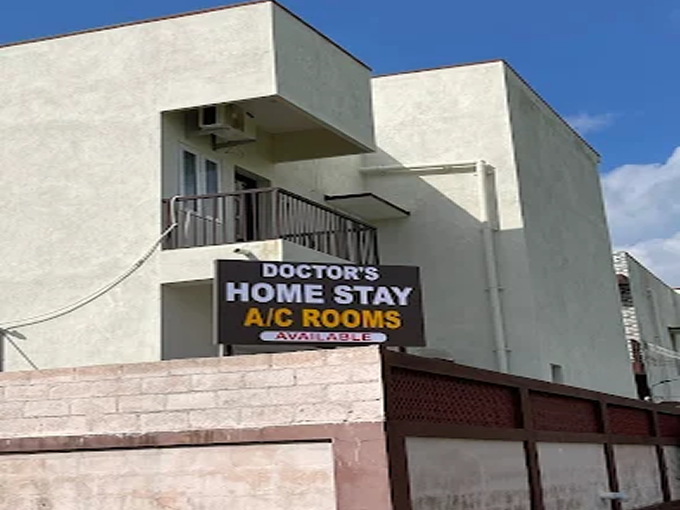 DOCTOR'S
HOME STAY
A/C ROOMS
AVAILABLE